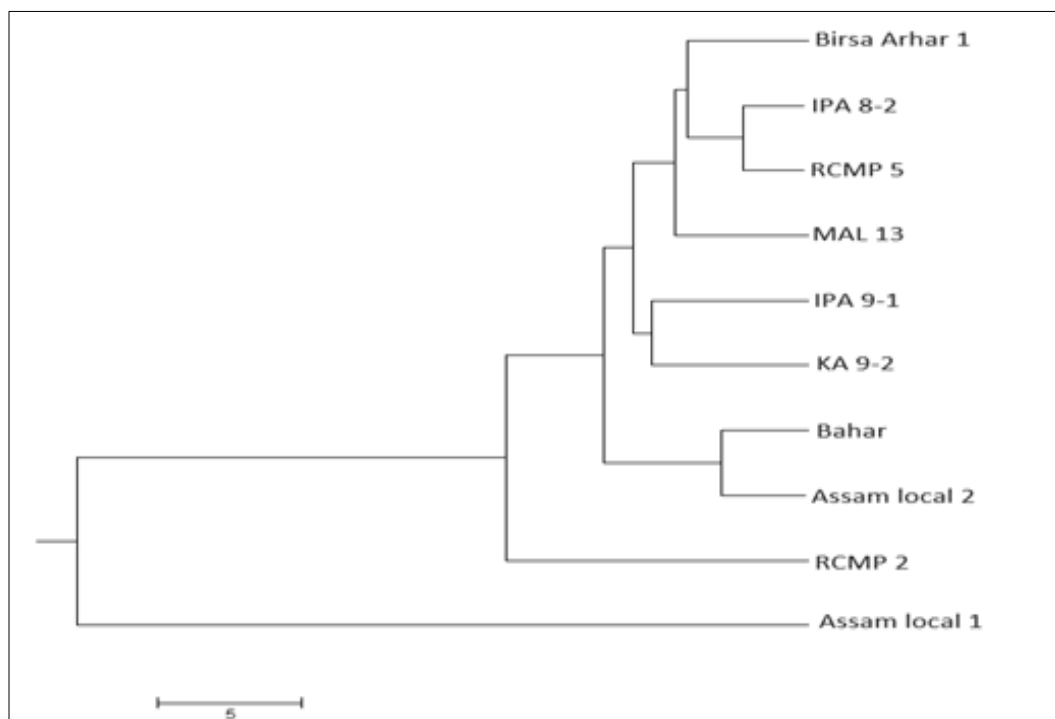 Birsa Arhar 1
IPA 8-2
RCMP 5
MAL 13
IPA 9-1
KA 9-2
Bahar
Assam local 2
RCMP 2
Assam local 1
5